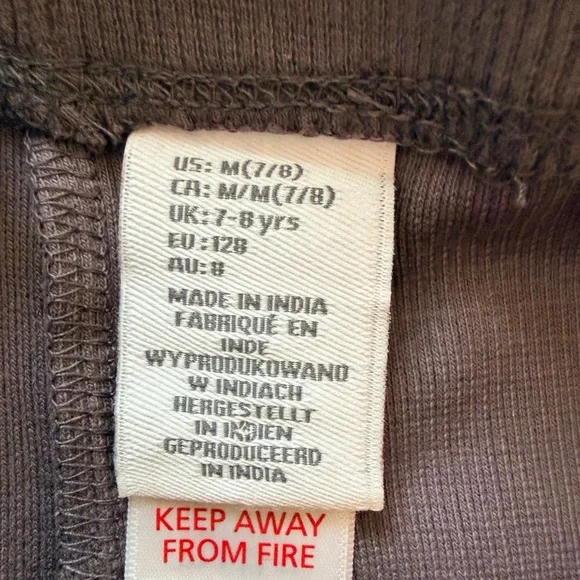 US: M(7/8)
CA: M/M(7/8)
UK: 7-8 yrs
EU:128
AU: 8
MADE IN INDIA
FABRIQUÉ EN
INDE
WYPRODUKOWANO
W INDIACH
HERGESTELLT
IN INDIEN
GEPRODUCEERD
IN INDIA
KEEP AWAY
FROM FIRE